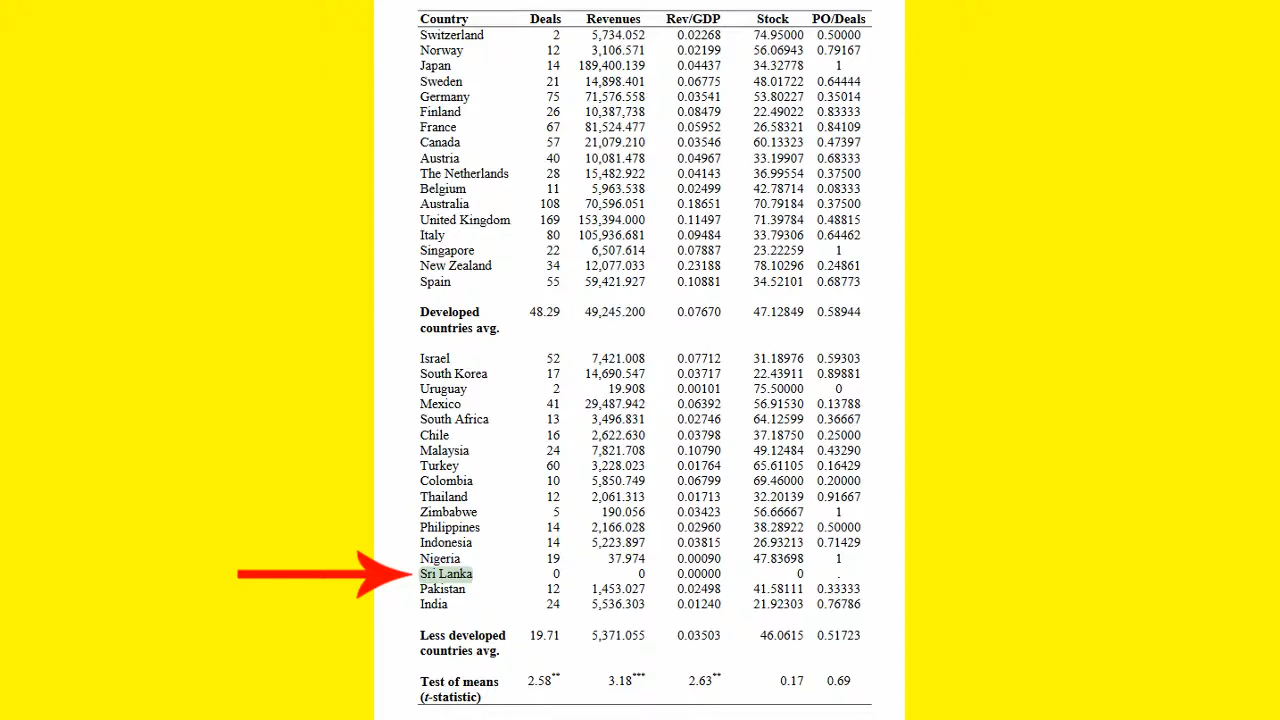 Country Deals Revenues Rev/GDP Stock PO/Deals
Switzerland 2 5,734.052 0.02268 74.95000 0.50000
Norway 12 3,106.571 0.02199 56.06943 0.79167
Japan 14 189,400.139 0.04437 34.32778 1
Sweden 21 14,898.401 0.06775 48.01722 0.64444
Germany 75 71,576.558 0.03541 53.80227 0.35014
Finland 26 10,387,738 0.08479 22.49022 0.83333
France 67 81,524.477 0.05952 26.58321 0.84109
Canada 57 21,079.210 0.03546 60.13323 0.47397
Austria 40 10,081.478 0.04967 33.19907 0.68333
The Netherlands 28 15,482.922 0.04143 36.99554 0.37500
Belgium 11 5,963.538 0.02499 42.78714 0.08333
Australia 108 70,596.051 0.18651 70.79184 0.37500
United Kingdom 169 153,394.000 0.11497 71.39784 0.48815
Italy 80 105,936.681 0.09484 33.79306 0.64462
Singapore 22 6,507.614 0.07887 23.22259 1
New Zealand 34 12,077.033 0.23188 78.10296 0.24861
Spain 55 59,421.927 0.10881 34.52101 0.68773
Developed 48.29 49,245.200 0.07670 47.12849 0.58944
countries avg.
Israel 52 7,421.008 0.07712 31.18976 0.59303
South Korea 17 14,690.547 0.03717 22.43911 0.89881
Uruguay 2 19.908 0.00101 75.50000 0
Mexico 41 29,487.942 0.06392 56.91530 0.13788
South Africa 13 3,496.831 0.02746 64.12599 0.36667
Chile 16 2,622.630 0.03798 37.18750 0.25000
Malaysia 24 7,821.708 0.10790 49.12484 0.43290
Turkey 60 3,228.023 0.01764 65.61105 0.16429
Colombia 10 5,850.749 0.06799 69.46000 0.20000
Thailand 12 2,061.313 0.01713 32.20139 0.91667
Zimbabwe 5 190.056 0.03423 56.66667 1
Philippines 14 2,166.028 0.02960 38.28922 0.50000
Indonesia 14 5,223.897 0.03815 26.93213 0.71429
Nigeria 19 37.974 0.00090 47.83698 1
Sri Lanka 0 0 0.00000 0 .
Pakistan 12 1,453.027 0.02498 41.58111 0.33333
India 24 5,536.303 0.01240 21.92303 0.76786
Less developed 19.71 5,371.055 0.03503 46.0615 0.51723
countries avg.
Test of means 2.58** 3.18*** 2.63** 0.17 0.69
(t-statistic)